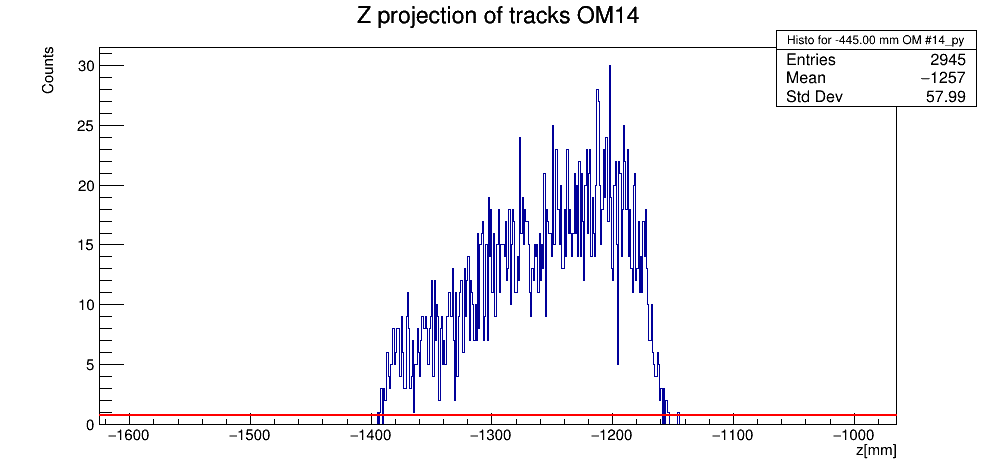 Z projection of tracks OM14
Histo for -445.00 mm OM #14_py
Entries 2945
Mean −1257
Std Dev 57.99
Counts
30
25
20
15
10
5
0
−1600 −1500 −1400 −1300 −1200 −1100 −1000
z[mm]